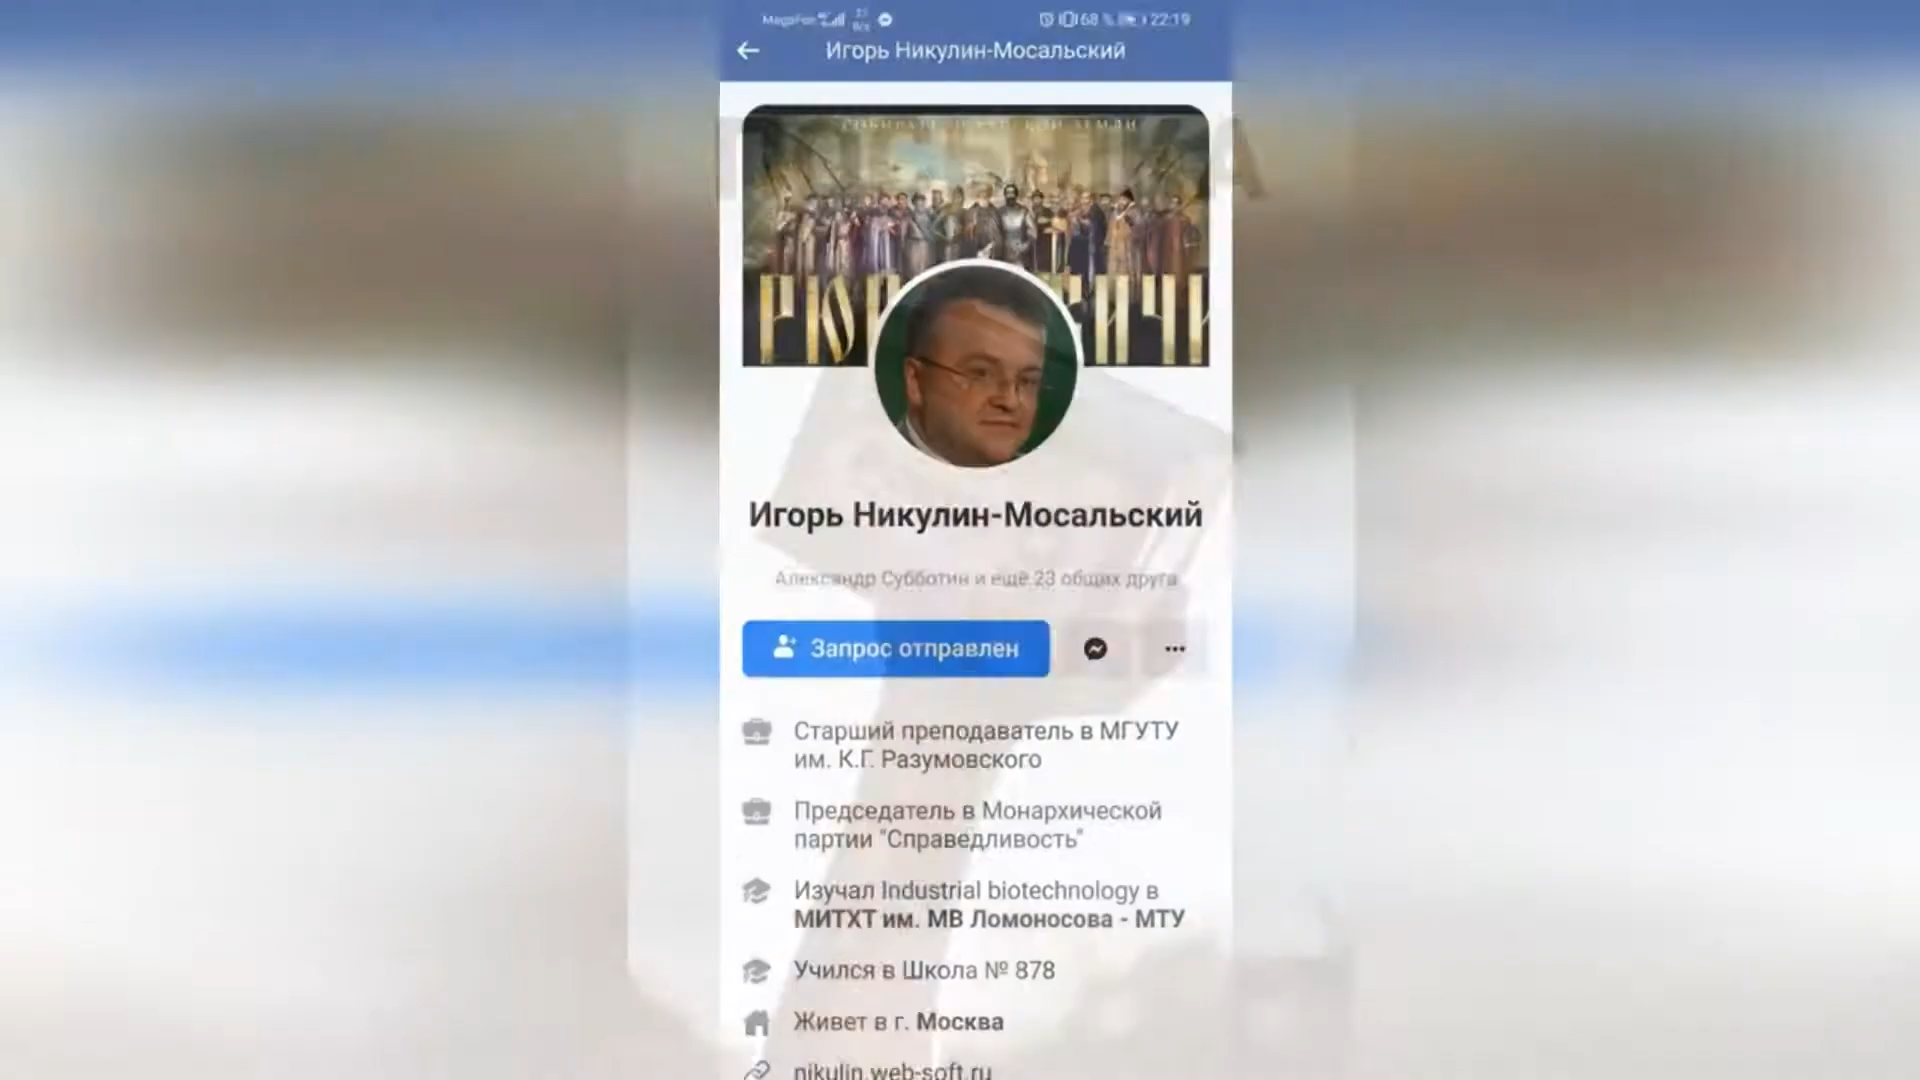 MegaFon
68 %
22:19
Игорь Никулин-Мосальский
Игорь Никулин-Мосальский
Александр Субботин и ещё 23 общих друга
Запрос отправлен
Старший преподаватель в МГУТУ
им. К.Г. Разумовского
Председатель в Монархической
партии "Справедливость"
Изучал Industrial biotechnology в
МИТХТ им. МВ Ломоносова - МТУ
Учился в Школа № 878
Живет в г. Москва
nikulin.web-soft.ru